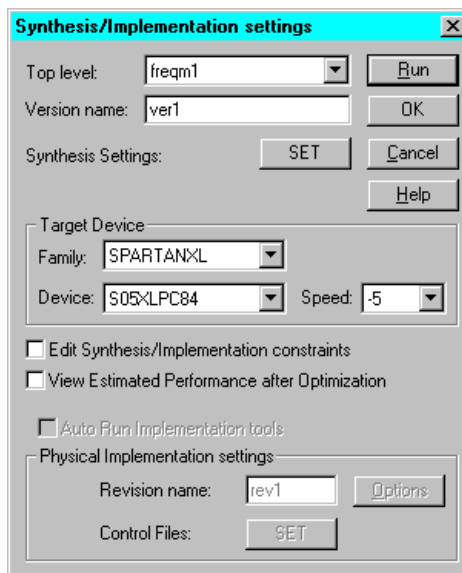 Synthesis/Implementation settings
Top level: freqm1 Run
Version name: ver1 OK
Synthesis Settings: SET Cancel
Help
Target Device
Family: SPARTANXL
Device: S05XLPC84 Speed: -5
Edit Synthesis/Implementation constraints
View Estimated Performance after Optimization
Auto Run Implementation tools
Physical Implementation settings
Revision name: rev1 Options
Control Files: SET